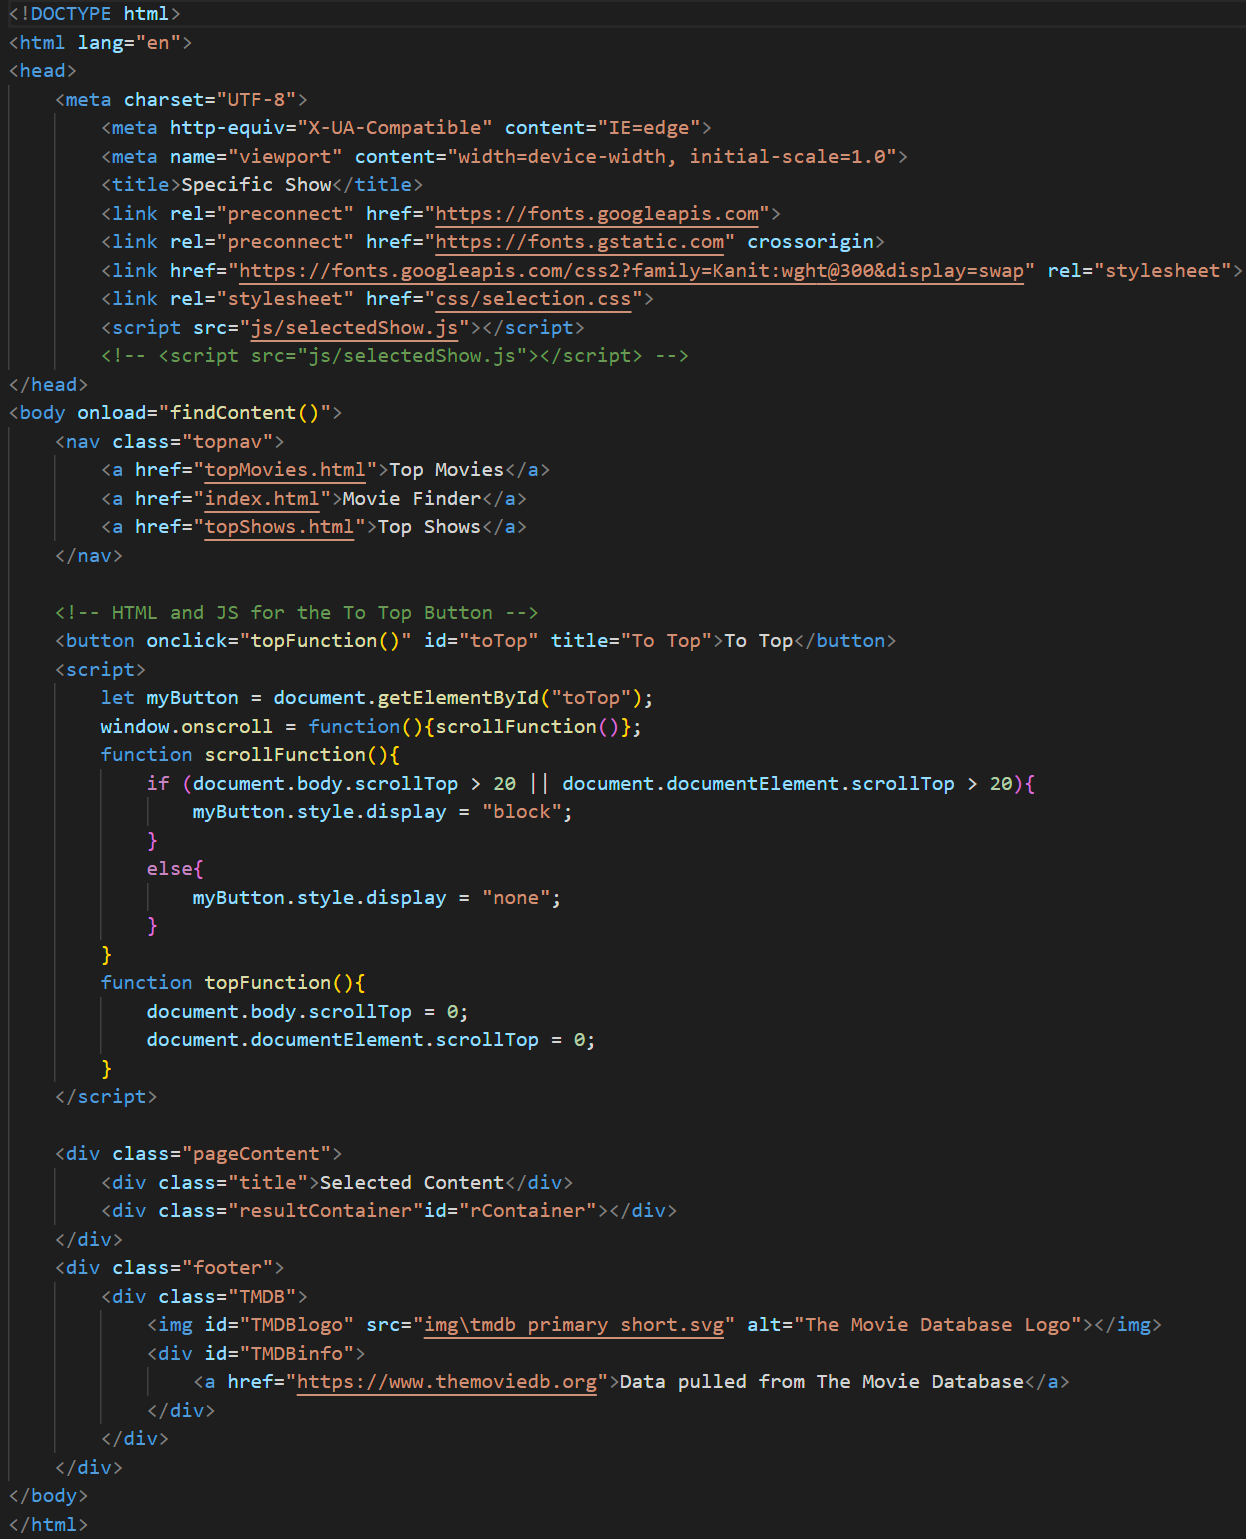 <!DOCTYPE html>
<html lang="en">
<head>
    <meta charset="UTF-8">
        <meta http-equiv="X-UA-Compatible" content="IE=edge">
        <meta name="viewport" content="width=device-width, initial-scale=1.0">
        <title>Specific Show</title>
        <link rel="preconnect" href="https://fonts.googleapis.com">
        <link rel="preconnect" href="https://fonts.gstatic.com" crossorigin>
        <link href="https://fonts.googleapis.com/css2?family=Kanit:wght@300&display=swap" rel="stylesheet">
        <link rel="stylesheet" href="css/selection.css">
        <script src="js/selectedShow.js"></script>
        <!-- <script src="js/selectedShow.js"></script> -->
</head>
<body onload="findContent()">
    <nav class="topnav">
        <a href="topMovies.html">Top Movies</a>
        <a href="index.html">Movie Finder</a>
        <a href="topShows.html">Top Shows</a>
    </nav>

    <!-- HTML and JS for the To Top Button -->
    <button onclick="topFunction()" id="toTop" title="To Top">To Top</button>
    <script>
        let myButton = document.getElementById("toTop");
        window.onscroll = function(){scrollFunction()};
        function scrollFunction(){
            if (document.body.scrollTop > 20 || document.documentElement.scrollTop > 20){
                myButton.style.display = "block";
            }
            else{
                myButton.style.display = "none";
            }
        }
        function topFunction(){
            document.body.scrollTop = 0;
            document.documentElement.scrollTop = 0;
        }
    </script>

    <div class="pageContent">
        <div class="title">Selected Content</div>
        <div class="resultContainer"id="rContainer"></div>
    </div>
    <div class="footer">
        <div class="TMDB">
            <img id="TMDBlogo" src="img\tmdb primary short.svg" alt="The Movie Database Logo"></img>
            <div id="TMDBinfo">
                <a href="https://www.themoviedb.org">Data pulled from The Movie Database</a>
            </div>
        </div>
    </div>
</body>
</html>